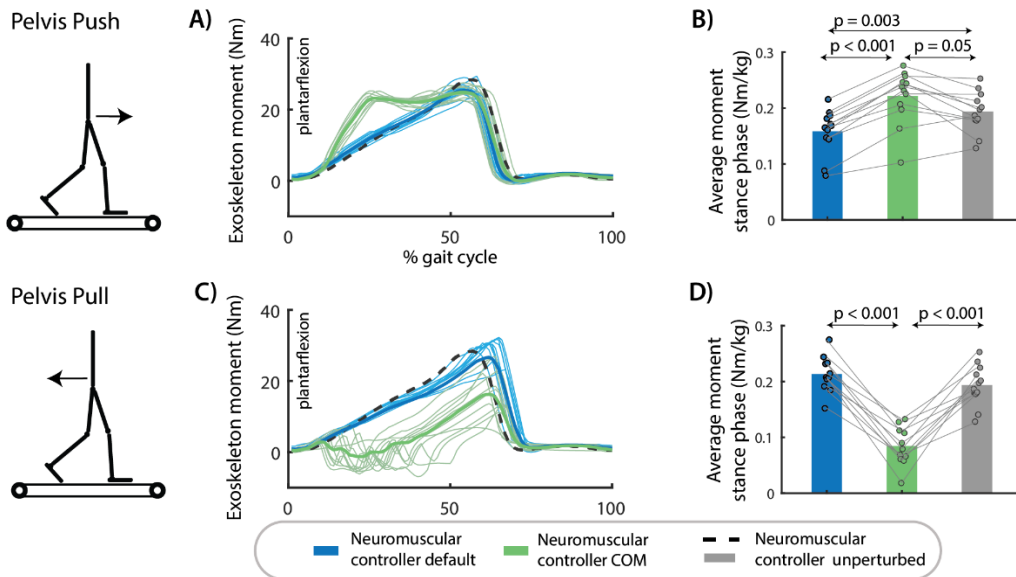 Pelvis Push
A)
Exoskeleton moment (Nm)
40
20
0
plantarflexion
0
50
100
% gait cycle
B)
Average moment
stance phase (Nm/kg)
0.3
0.2
0.1
0
p = 0.003
p < 0.001
p = 0.05
Pelvis Pull
C)
Exoskeleton moment (Nm)
40
20
0
plantarflexion
0
50
100
D)
Average moment
stance phase (Nm/kg)
0.3
0.2
0.1
0
p < 0.001
p < 0.001
Neuromuscular
controller default
Neuromuscular
controller COM
Neuromuscular
controller unperturbed